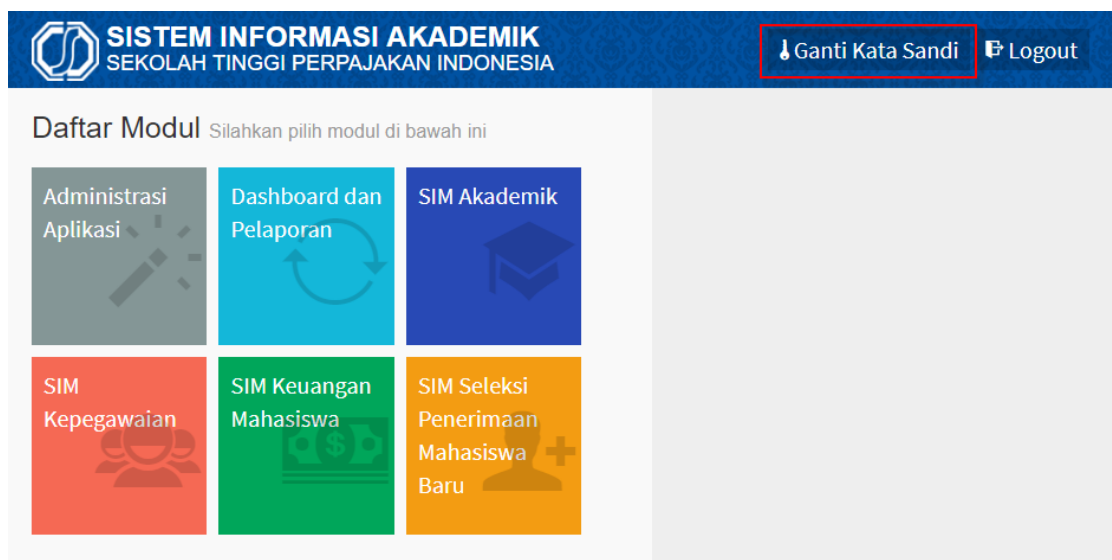 SISTEM INFORMASI AKADEMIK
SEKOLAH TINGGI PERPAJAKAN INDONESIA
Ganti Kata Sandi
Logout
Daftar Modul Silahkan pilih modul di bawah ini
Administrasi
Aplikasi
Dashboard dan
Pelaporan
SIM Akademik
SIM
Kepegawaian
SIM Keuangan
Mahasiswa
SIM Seleksi
Penerimaan
Mahasiswa
Baru